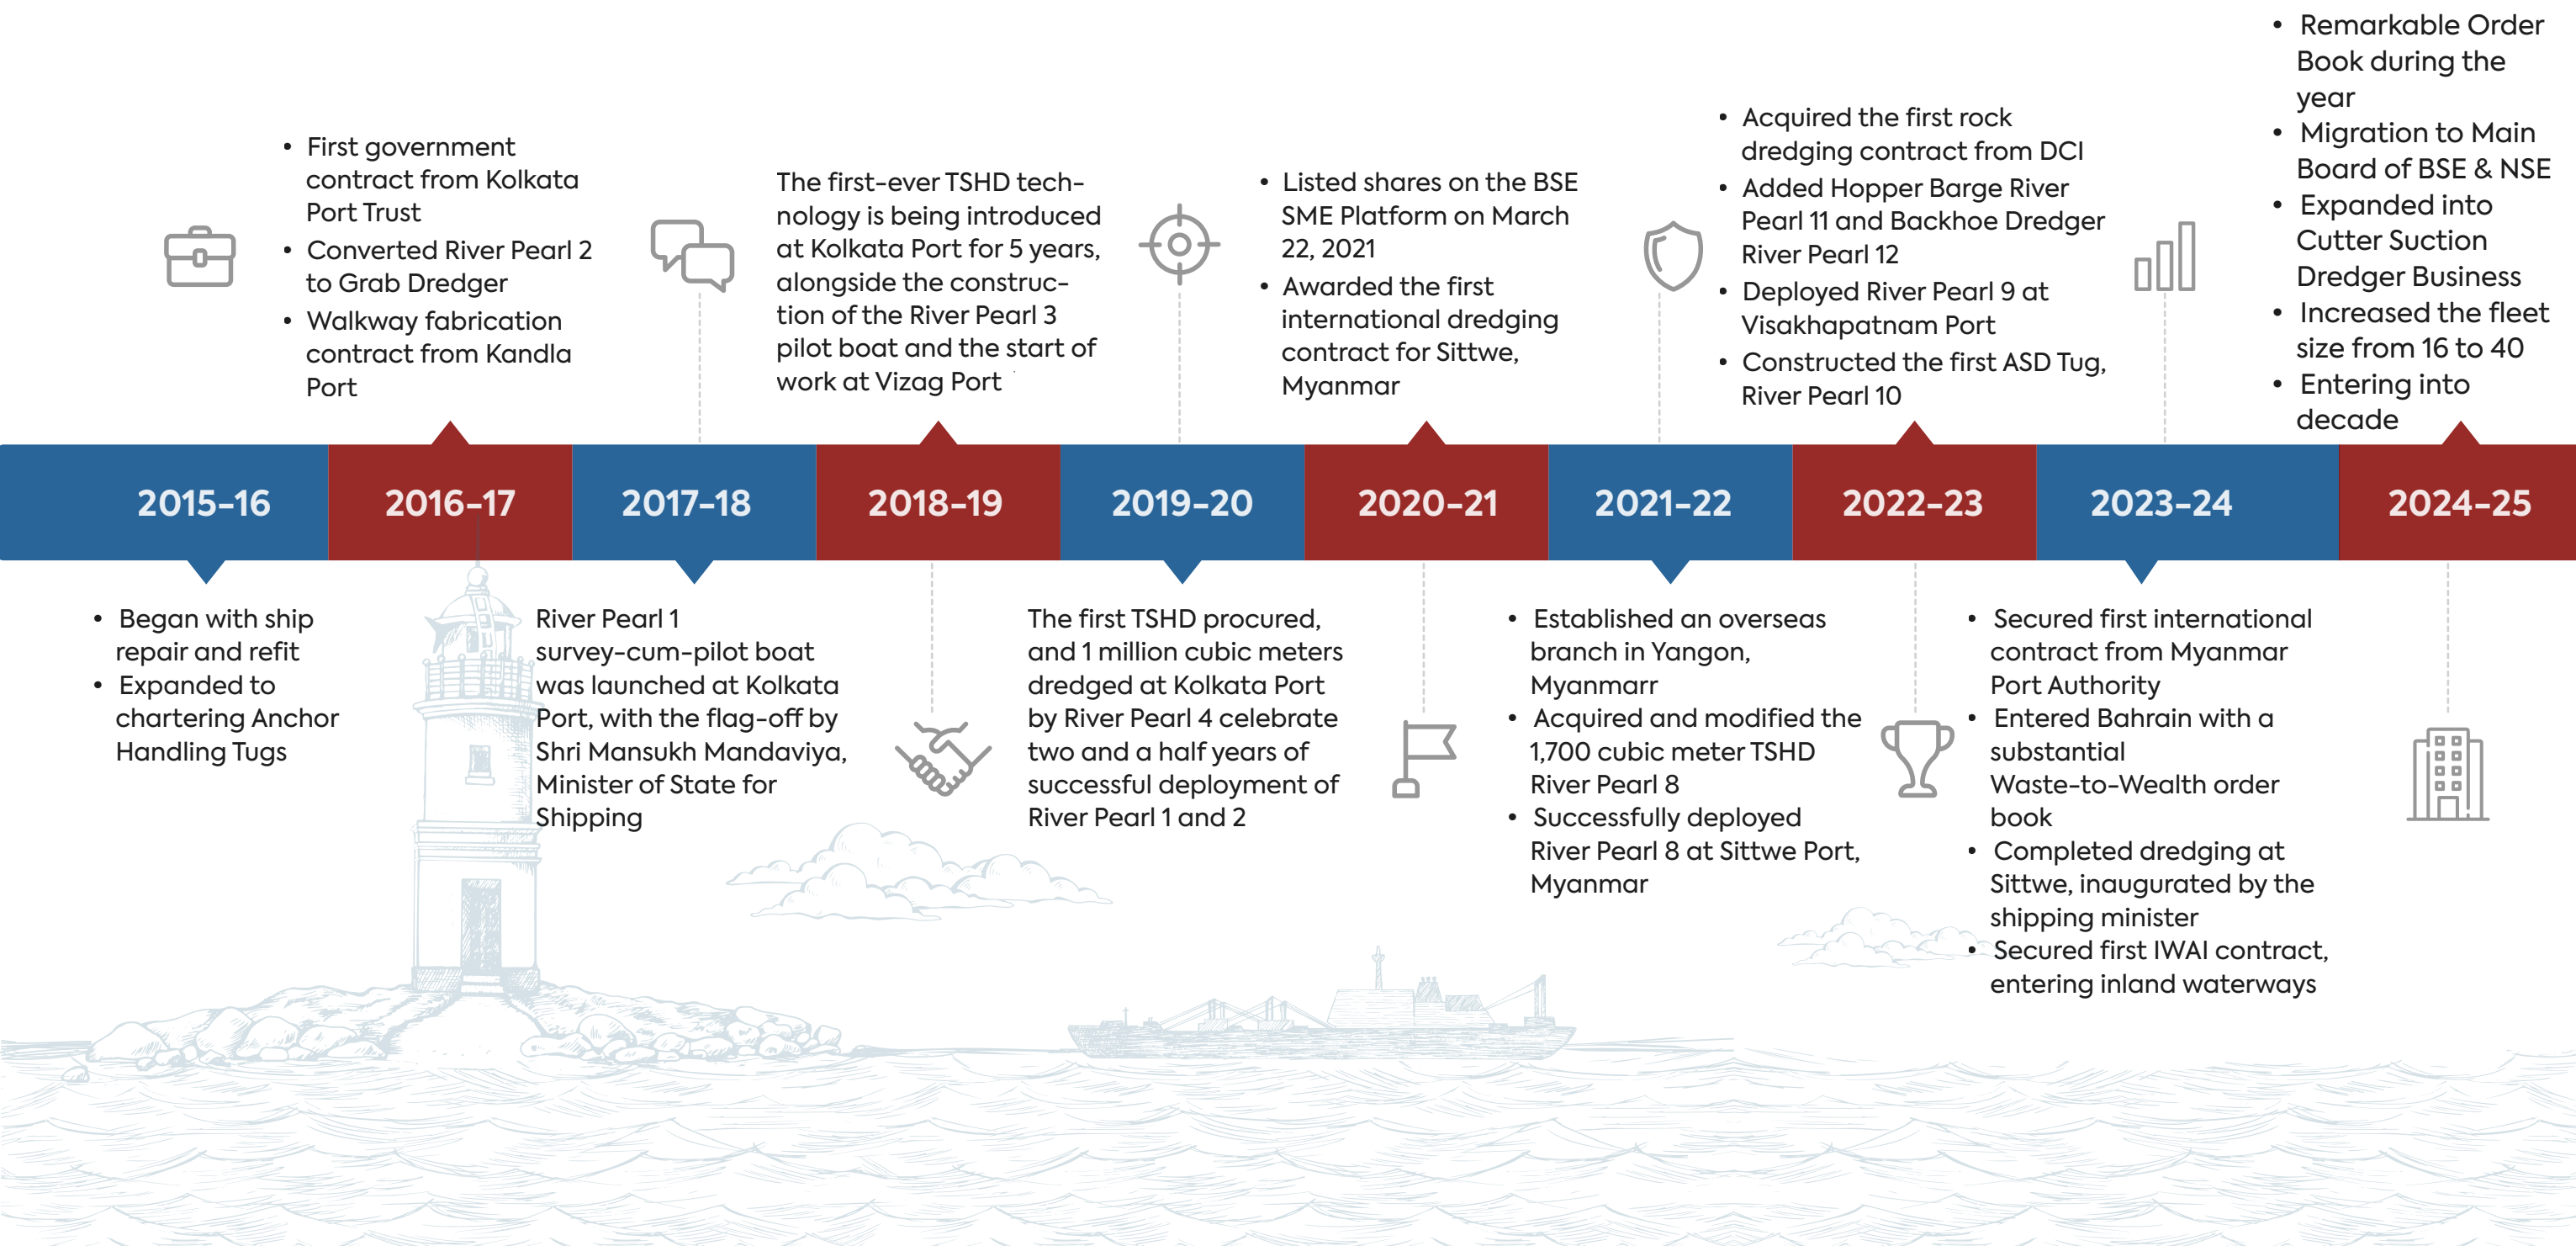 • First government
contract from Kolkata
Port Trust
• Converted River Pearl 2
to Grab Dredger
• Walkway fabrication
contract from Kandla
Port
The first-ever TSHD tech-
nology is being introduced
at Kolkata Port for 5 years,
alongside the construc-
tion of the River Pearl 3
pilot boat and the start of
work at Vizag Port
• Listed shares on the BSE
SME Platform on March
22, 2021
• Awarded the first
international dredging
contract for Sittwe,
Myanmar
• Acquired the first rock
dredging contract from DCI
• Added Hopper Barge River
Pearl 11 and Backhoe Dredger
River Pearl 12
• Deployed River Pearl 9 at
Visakhapatnam Port
• Constructed the first ASD Tug,
River Pearl 10
• Remarkable Order
Book during the
year
• Migration to Main
Board of BSE & NSE
• Expanded into
Cutter Suction
Dredger Business
• Increased the fleet
size from 16 to 40
• Entering into
decade
2015-16
2016-17
2017-18
2018-19
2019-20
2020-21
2021-22
2022-23
2023-24
2024-25
• Began with ship
repair and refit
• Expanded to
chartering Anchor
Handling Tugs
River Pearl 1
survey-cum-pilot boat
was launched at Kolkata
Port, with the flag-off by
Shri Mansukh Mandaviya,
Minister of State for
Shipping
The first TSHD procured,
and 1 million cubic meters
dredged at Kolkata Port
by River Pearl 4 celebrate
two and a half years of
successful deployment of
River Pearl 1 and 2
• Established an overseas
branch in Yangon,
Myanmarr
• Acquired and modified the
1,700 cubic meter TSHD
River Pearl 8
• Successfully deployed
River Pearl 8 at Sittwe Port,
Myanmar
• Secured first international
contract from Myanmar
Port Authority
• Entered Bahrain with a
substantial
Waste-to-Wealth order
book
• Completed dredging at
Sittwe, inaugurated by the
shipping minister
• Secured first IWAI contract,
entering inland waterways